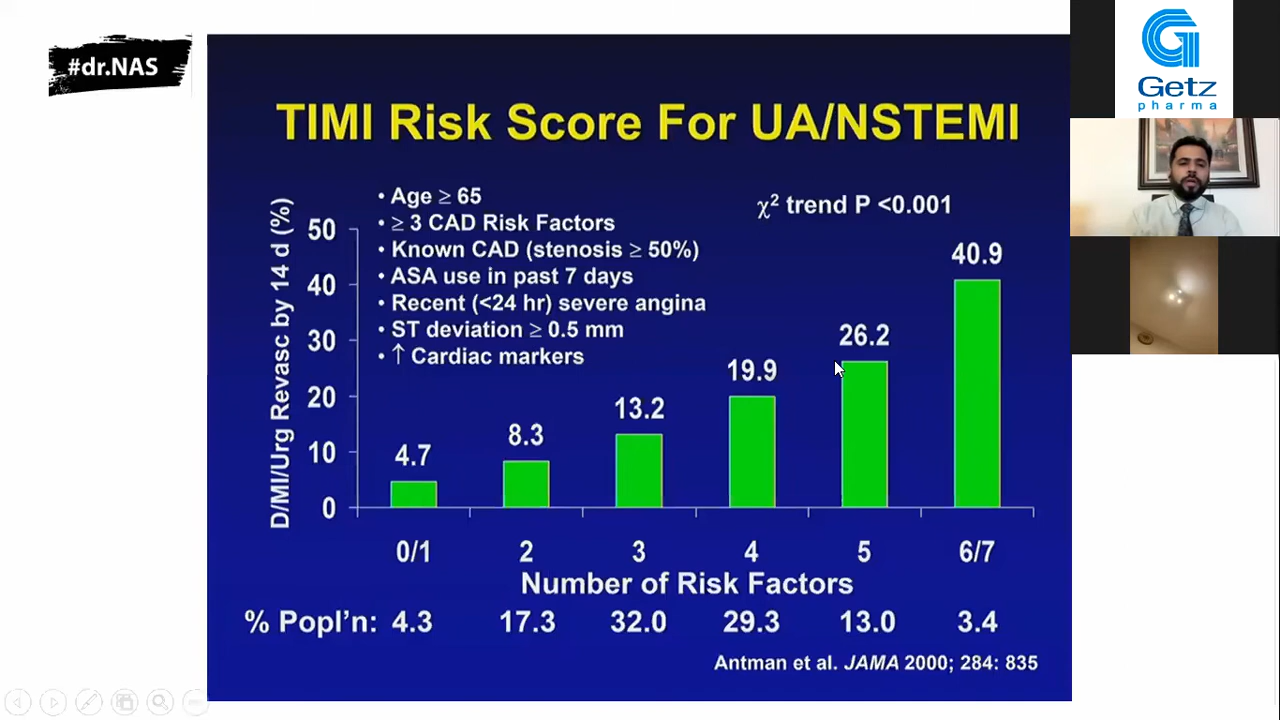 #dr.NAS
Getz
pharma
TIMI Risk Score For UA/NSTEMI
• Age ≥ 65
• ≥ 3 CAD Risk Factors
• Known CAD (stenosis ≥ 50%)
• ASA use in past 7 days
• Recent (<24 hr) severe angina
• ST deviation ≥ 0.5 mm
• ↑ Cardiac markers
χ² trend P <0.001
D/MI/Urg Revasc by 14 d (%)
50
40
30
20
10
0
4.7
8.3
13.2
19.9
26.2
40.9
0/1 2 3 4 5 6/7
Number of Risk Factors
% Popl’n: 4.3 17.3 32.0 29.3 13.0 3.4
Antman et al. JAMA 2000; 284: 835